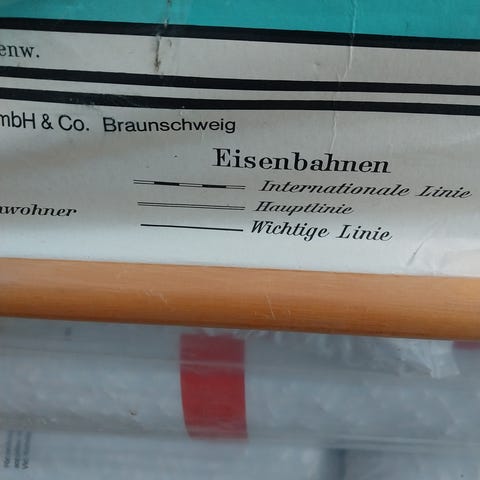 enw.
mbH & Co. Braunschweig
Eisenbahnen
Internationale Linie
Hauptlinie
nwohner
Wichtige Linie